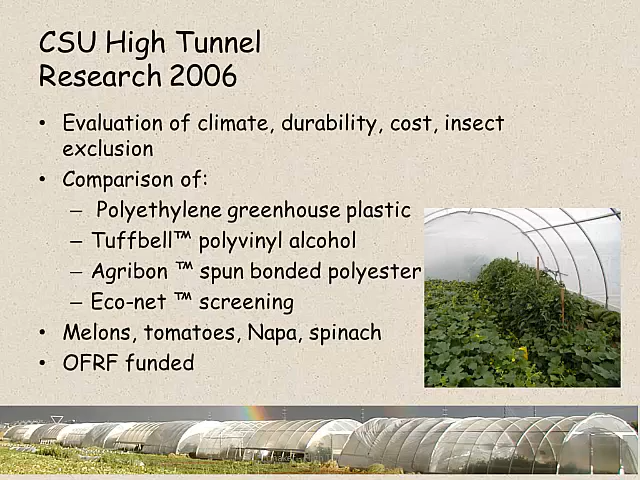 CSU High Tunnel
Research 2006
• Evaluation of climate, durability, cost, insect
exclusion
• Comparison of:
– Polyethylene greenhouse plastic
– Tuffbell™ polyvinyl alcohol
– Agribon ™ spun bonded polyester
– Eco-net ™ screening
• Melons, tomatoes, Napa, spinach
• OFRF funded